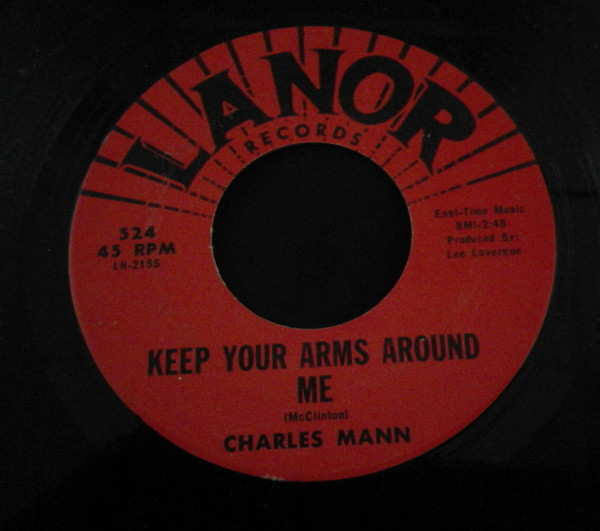 LANOR
RECORDS
524
45 RPM
LH-2155
East-Time Music
BMI-2:48
Produced By:
Lee Lavergne
KEEP YOUR ARMS AROUND
ME
(McClinton)
CHARLES MANN